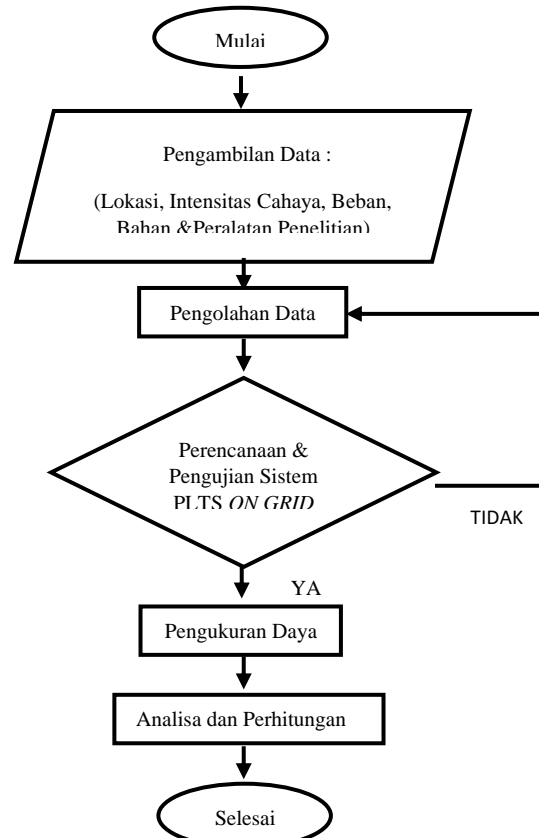 Mulai
Pengambilan Data :
(Lokasi, Intensitas Cahaya, Beban,
Bahan &Peralatan Penelitian)
Pengolahan Data
Perencanaan &
Pengujian Sistem
PLTS ON GRID
TIDAK
YA
Pengukuran Daya
Analisa dan Perhitungan
Selesai